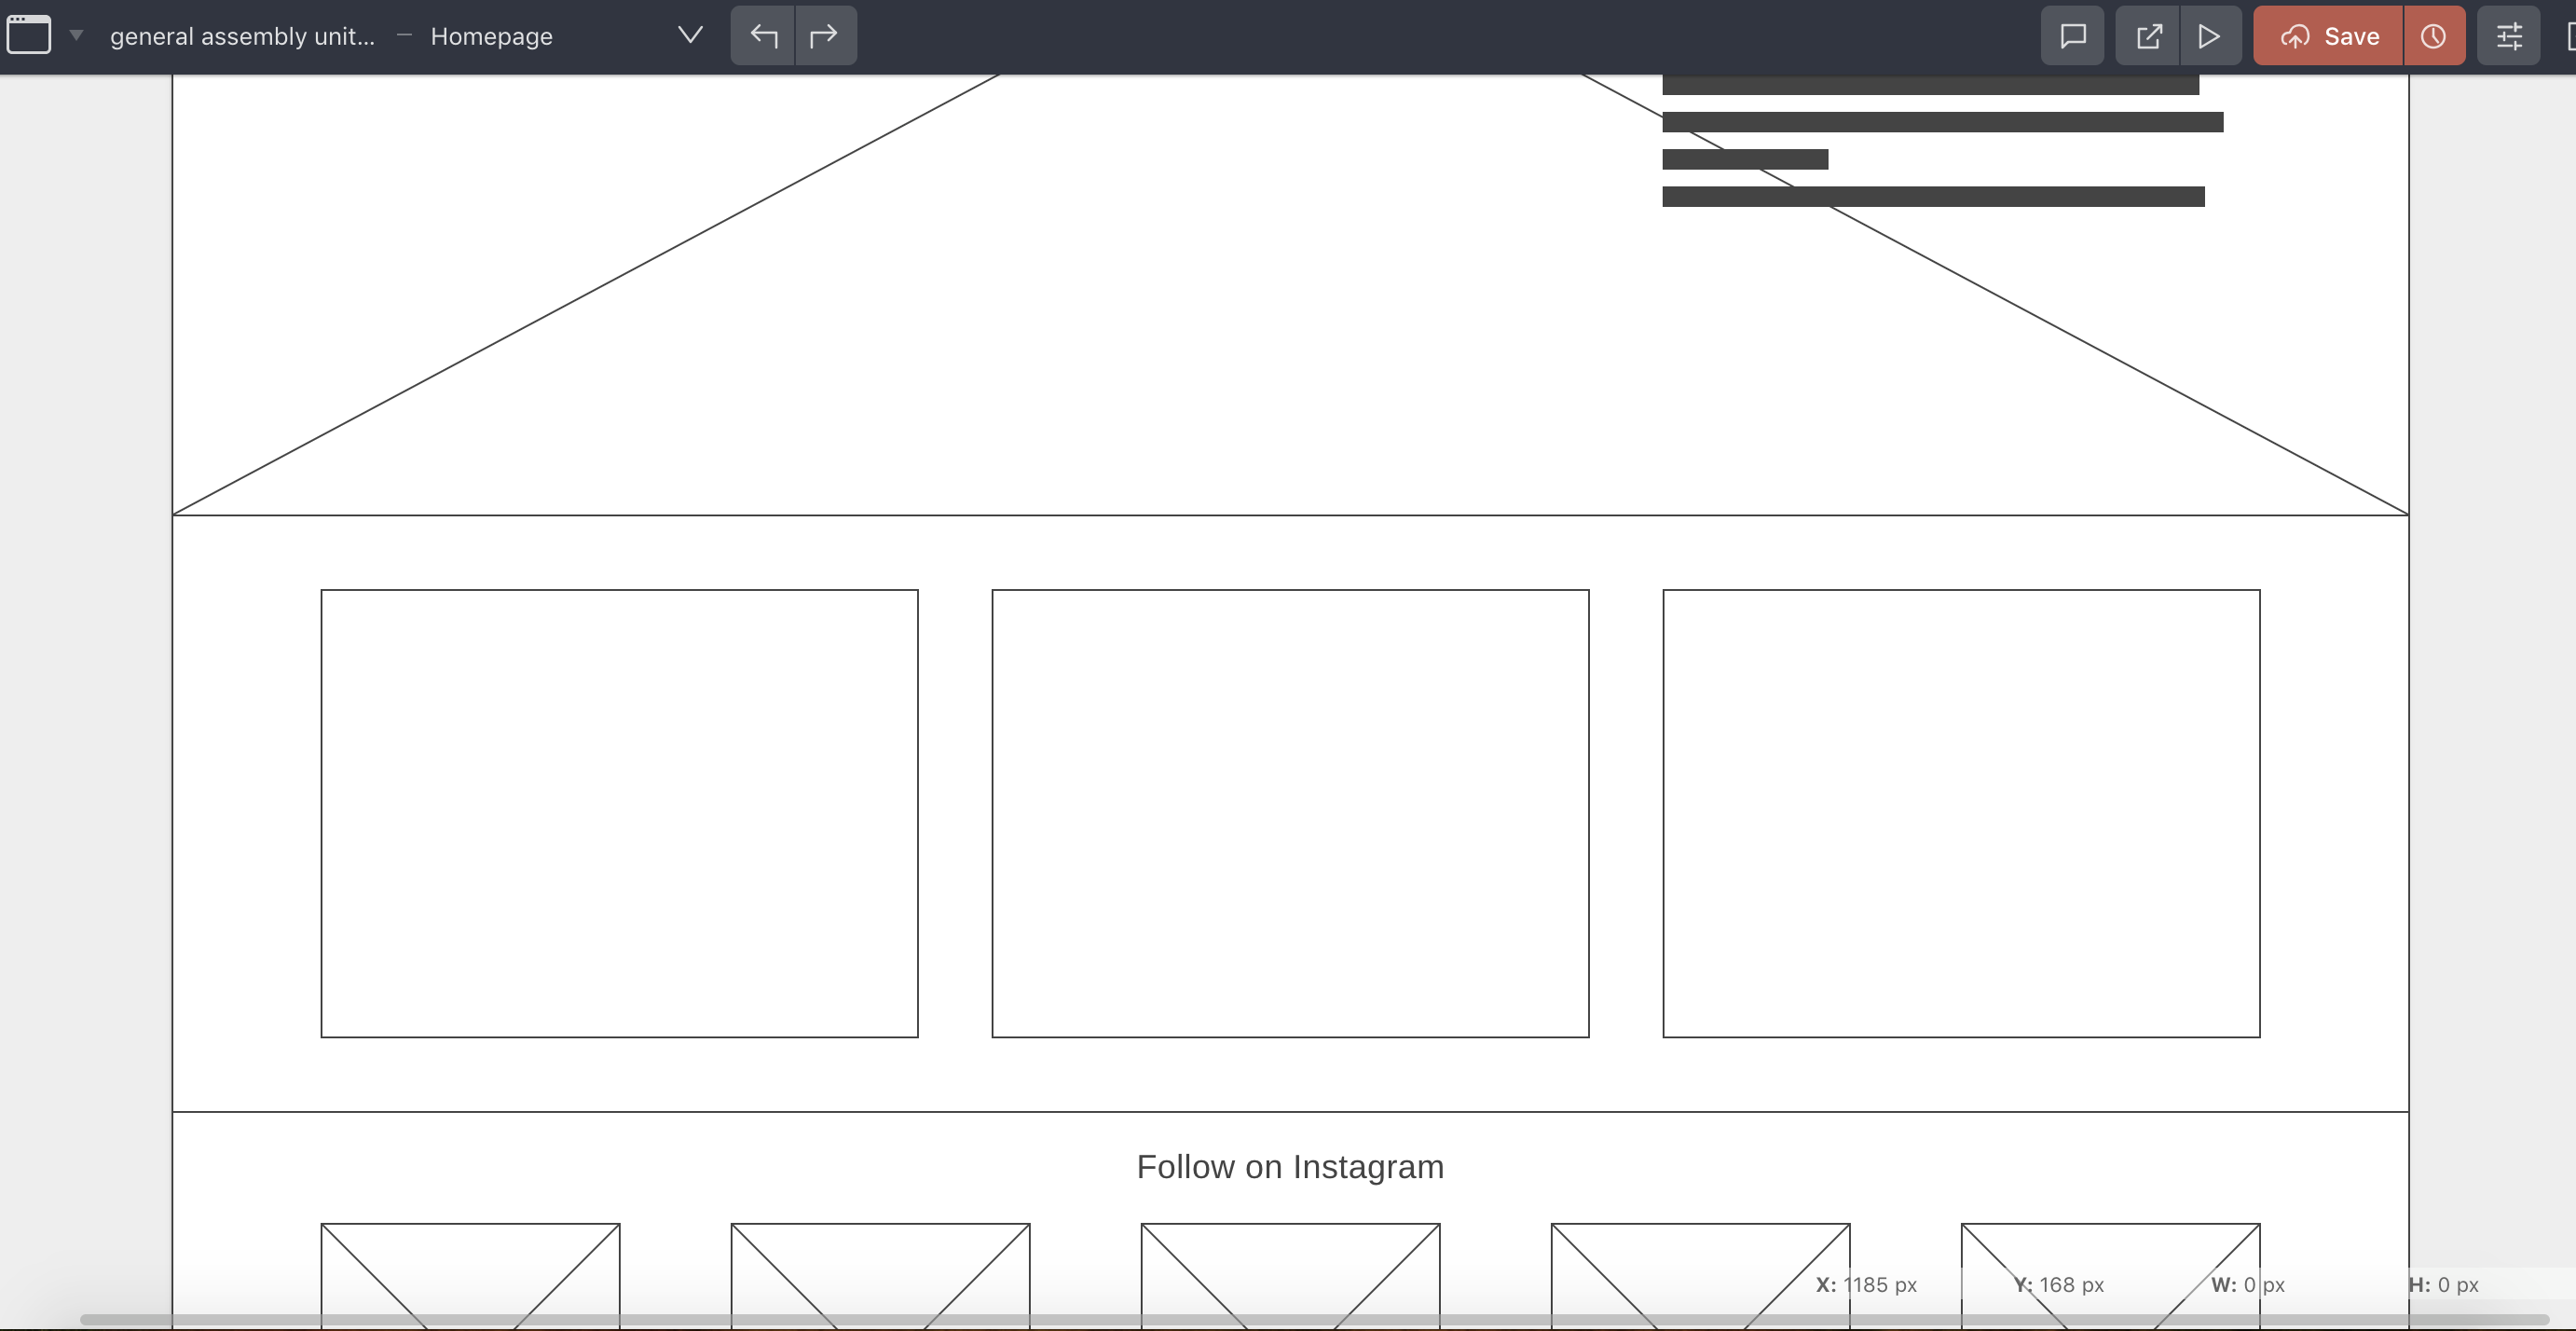 general assembly unit... – Homepage
Save
Follow on Instagram
X: 1185 px Y: 168 px W: 0 px H: 0 px